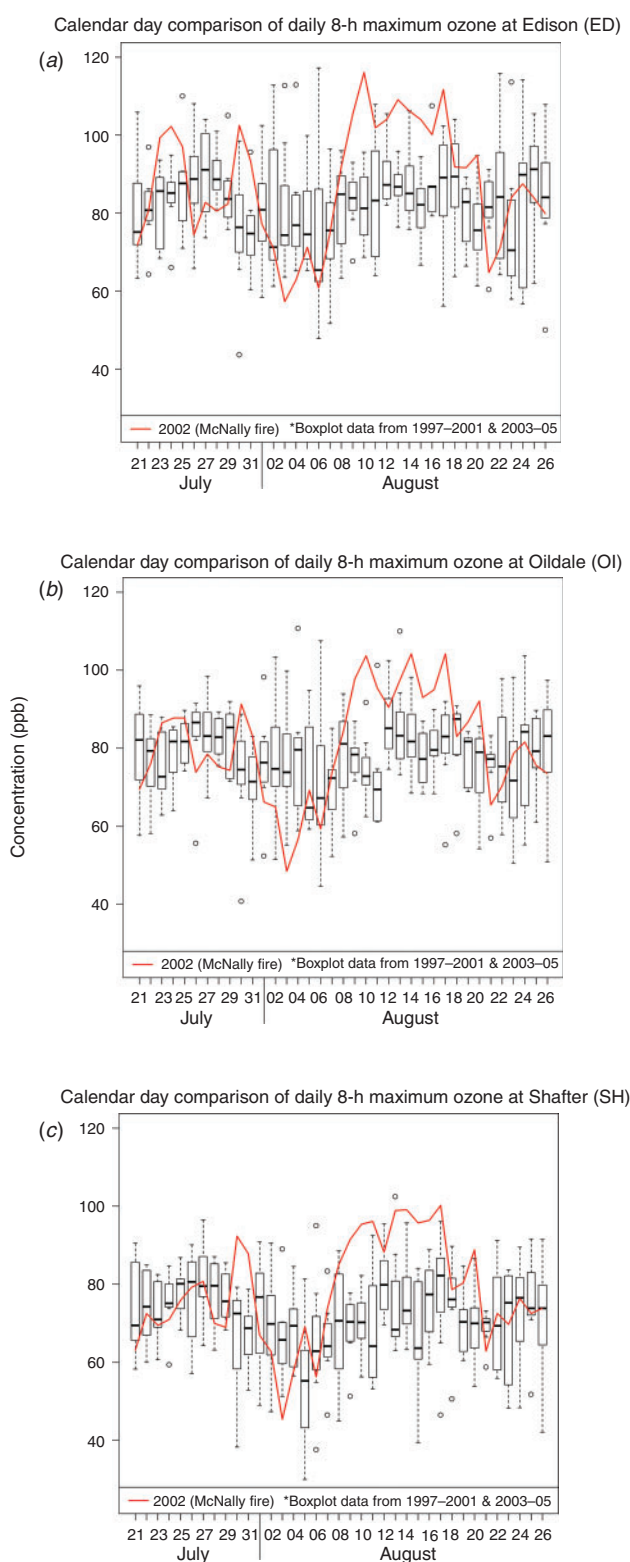 Calendar day comparison of daily 8-h maximum ozone at Edison (ED)
(a)
120
100
80
60
40
2002 (McNally fire) *Boxplot data from 1997–2001 & 2003–05
21 23 25 27 29 31 02 04 06 08 10 12 14 16 18 20 22 24 26
July August
Calendar day comparison of daily 8-h maximum ozone at Oildale (OI)
(b)
120
100
80
60
40
Concentration (ppb)
2002 (McNally fire) *Boxplot data from 1997–2001 & 2003–05
21 23 25 27 29 31 02 04 06 08 10 12 14 16 18 20 22 24 26
July August
Calendar day comparison of daily 8-h maximum ozone at Shafter (SH)
(c)
120
100
80
60
40
2002 (McNally fire) *Boxplot data from 1997–2001 & 2003–05
21 23 25 27 29 31 02 04 06 08 10 12 14 16 18 20 22 24 26
July August